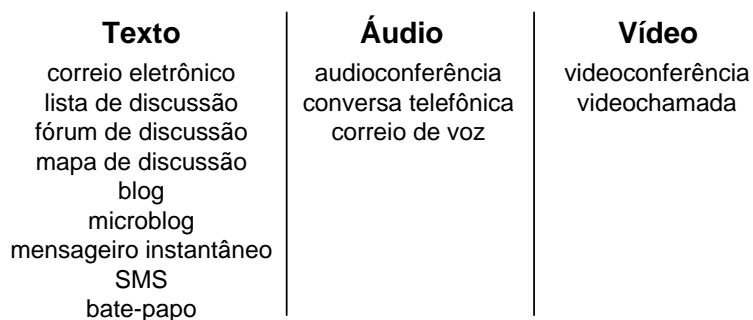 Texto
correio eletrônico
lista de discussão
fórum de discussão
mapa de discussão
blog
microblog
mensageiro instantâneo
SMS
bate-papo
Áudio
audioconferência
conversa telefônica
correio de voz
Vídeo
videoconferência
videochamada